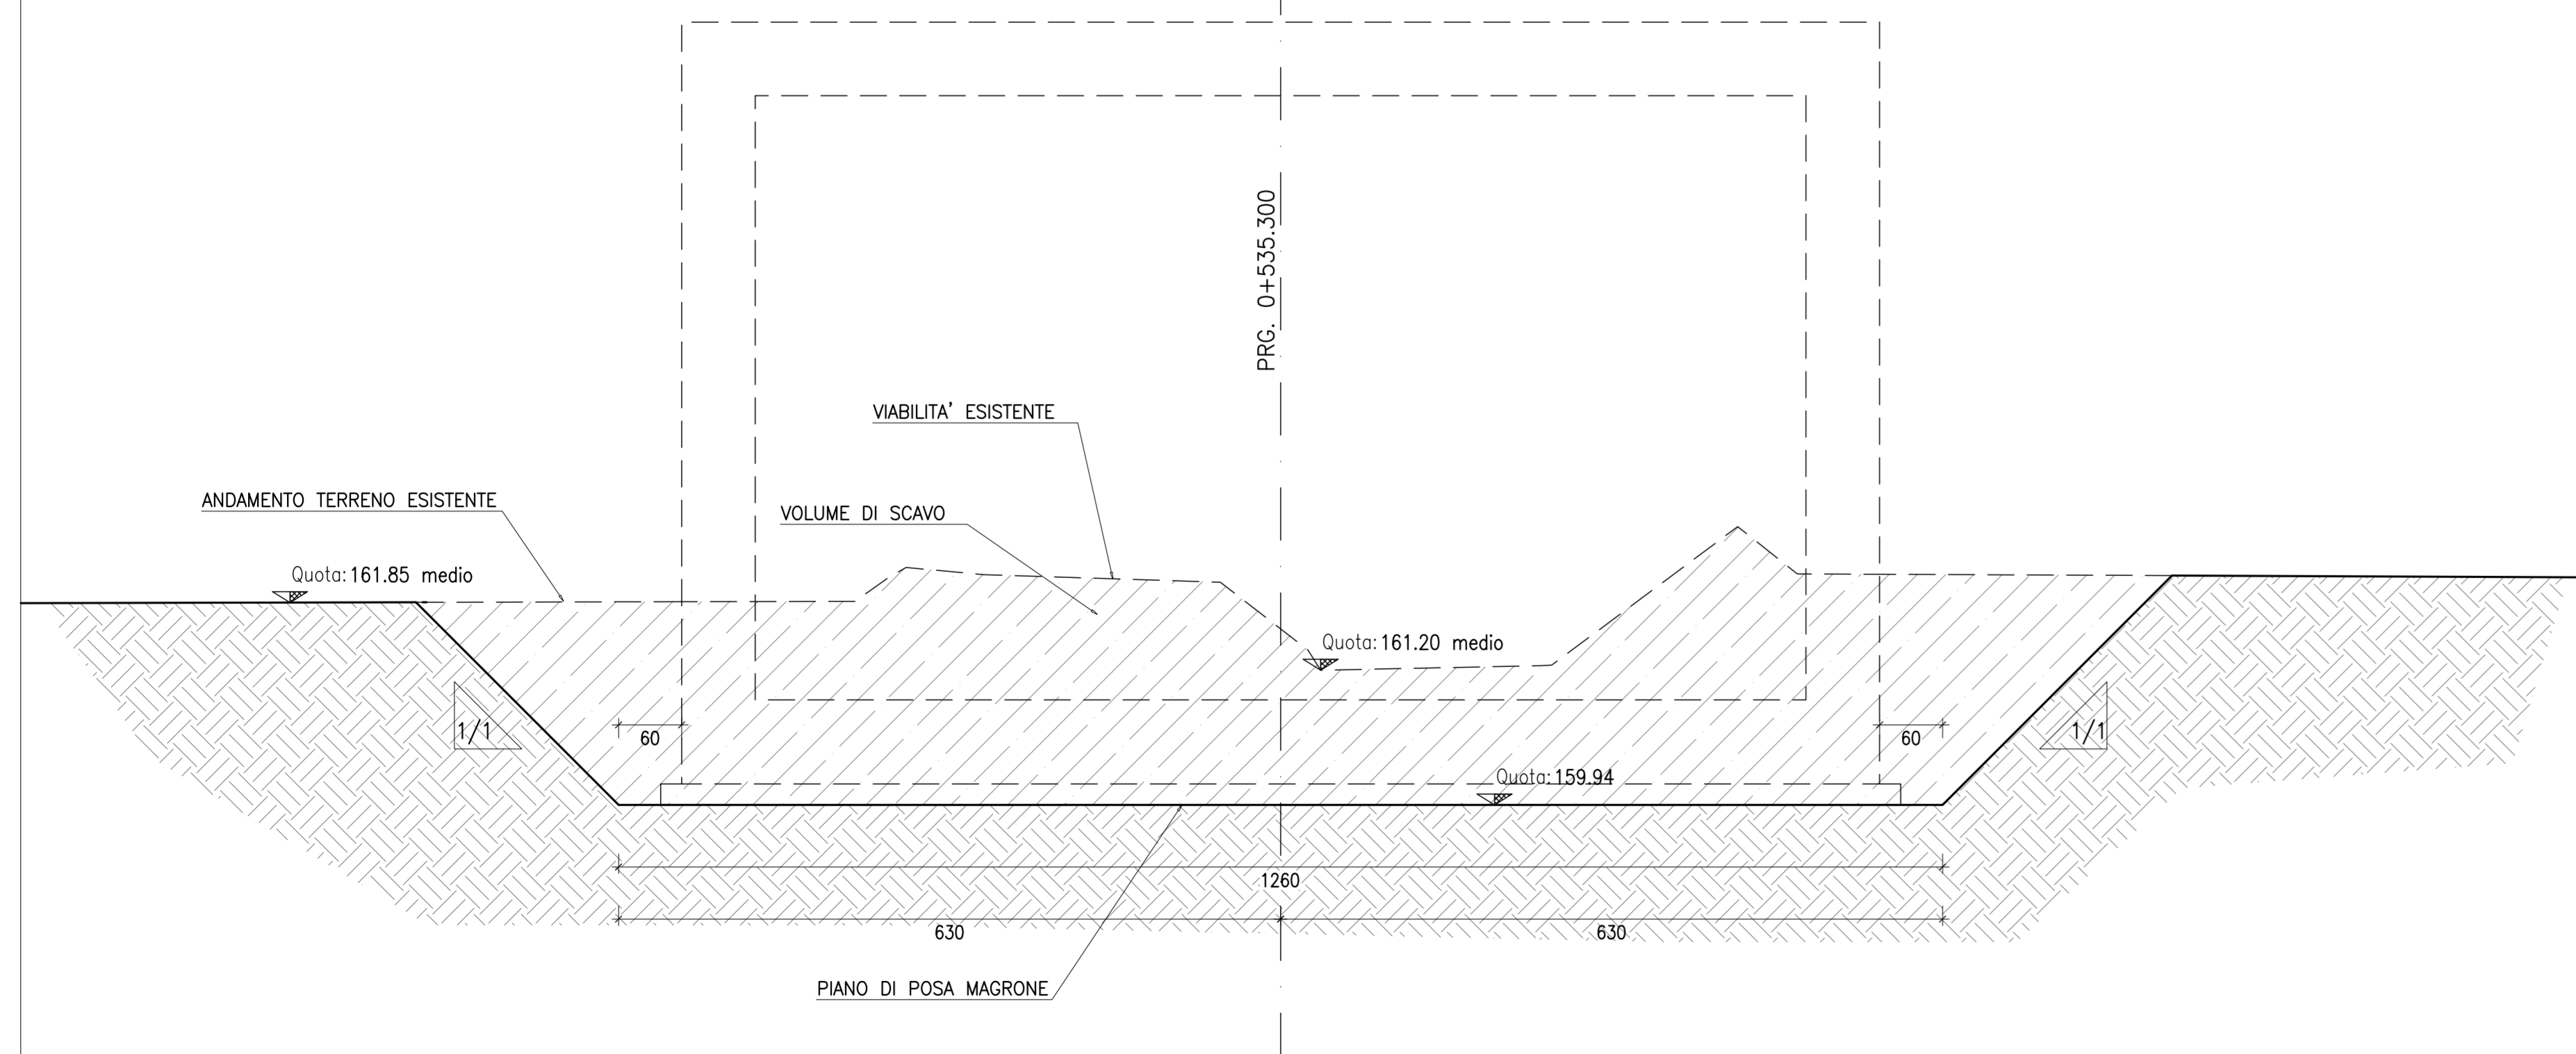 PRG. 0+535.300
VIABILITA' ESISTENTE
ANDAMENTO TERRENO ESISTENTE
VOLUME DI SCAVO
Quota: 161.85 medio
Quota: 161.20 medio
1/1
60
60
1/1
Quota: 159.94
1260
630
630
PIANO DI POSA MAGRONE